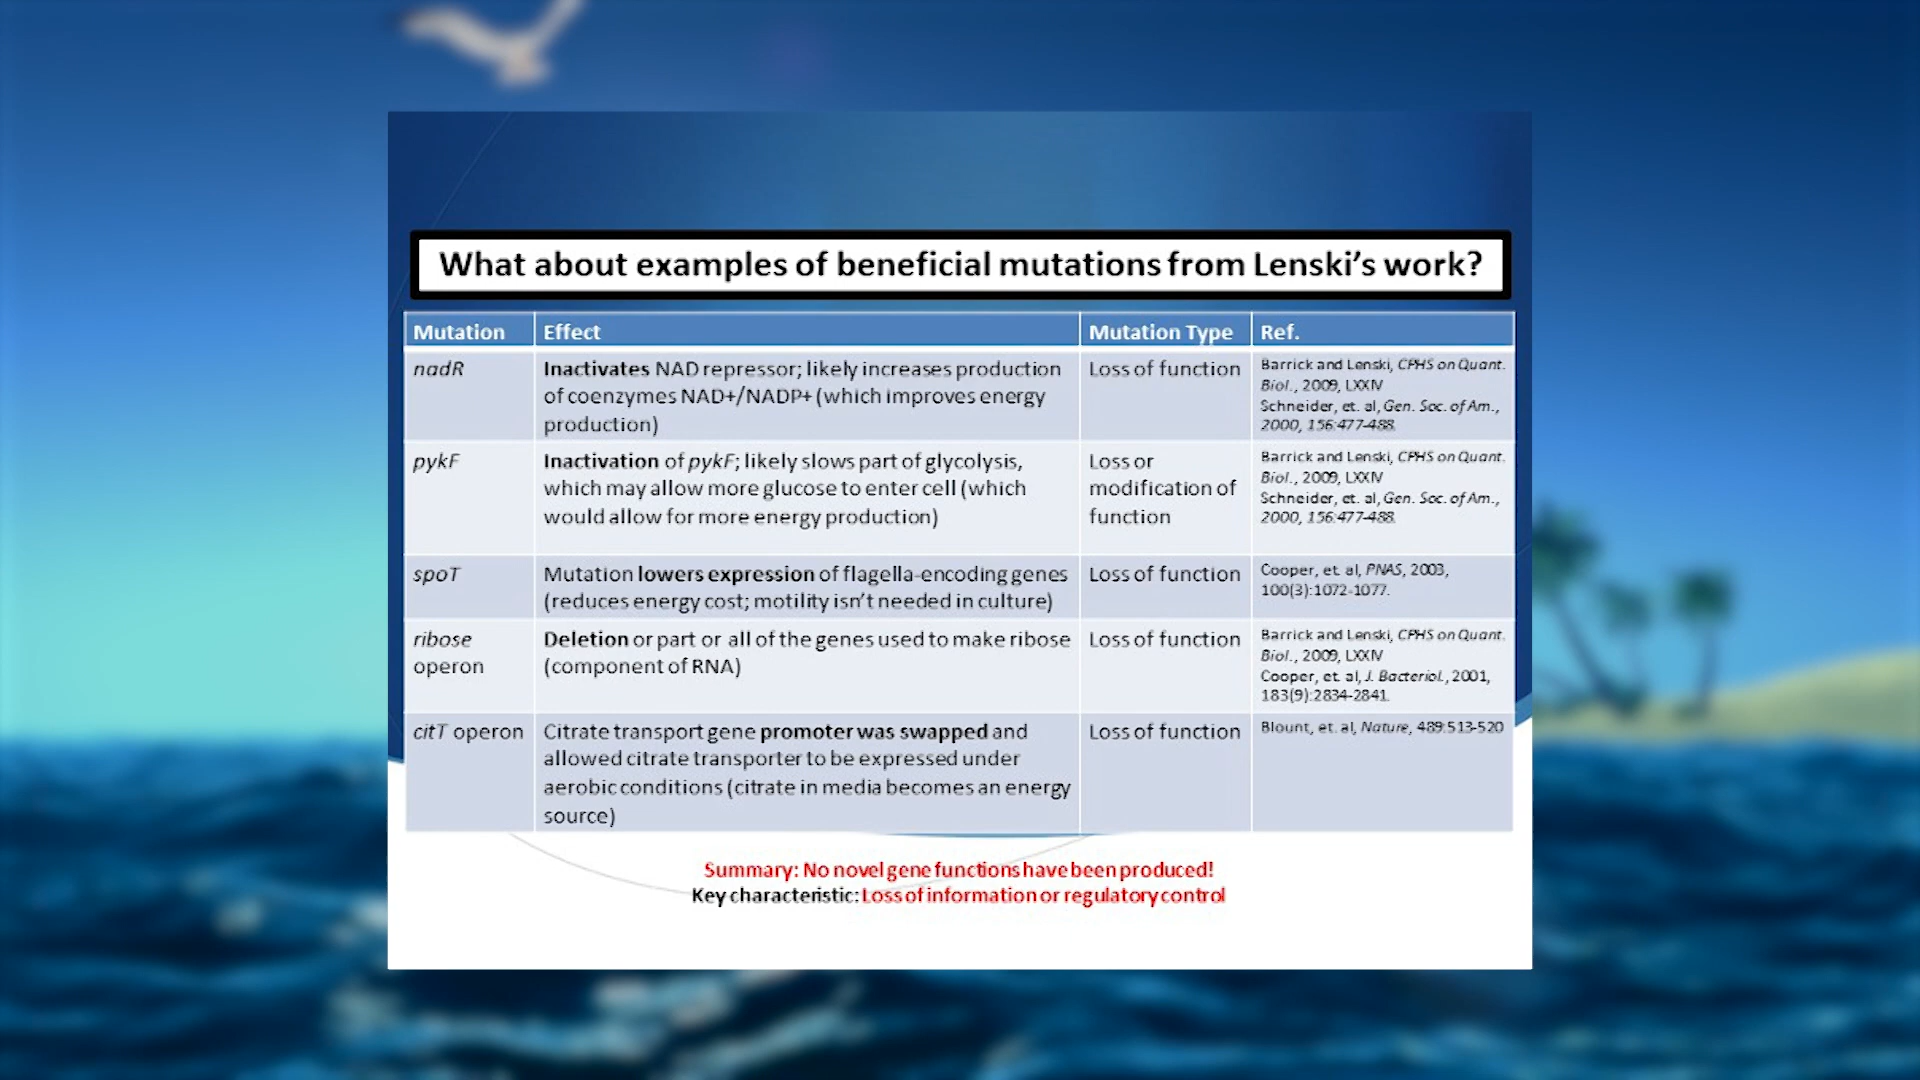 What about examples of beneficial mutations from Lenski's work?
Mutation Effect Mutation Type Ref.
nadR
Inactivates NAD repressor; likely increases production
of coenzymes NAD+/NADP+ (which improves energy
production)
Loss of function
Barrick and Lenski, CPHS on Quant.
Biol., 2009, LXXIV
Schneider, et. al, Gen. Soc. of Am.,
2000, 156:477-488.
pykF
Inactivation of pykF; likely slows part of glycolysis,
which may allow more glucose to enter cell (which
would allow for more energy production)
Loss or
modification of
function
Barrick and Lenski, CPHS on Quant.
Biol., 2009, LXXIV
Schneider, et. al, Gen. Soc. of Am.,
2000, 156:477-488.
spoT
Mutation lowers expression of flagella-encoding genes
(reduces energy cost; motility isn't needed in culture)
Loss of function
Cooper, et. al, PNAS, 2003,
100(3):1072-1077.
ribose
operon
Deletion or part or all of the genes used to make ribose
(component of RNA)
Loss of function
Barrick and Lenski, CPHS on Quant.
Biol., 2009, LXXIV
Cooper, et. al, J. Bacteriol., 2001,
183(9):2834-2841.
citT operon
Citrate transport gene promoter was swapped and
allowed citrate transporter to be expressed under
aerobic conditions (citrate in media becomes an energy
source)
Loss of function
Blount, et. al, Nature, 489:513-520
Summary: No novel gene functions have been produced!
Key characteristic: Loss of information or regulatory control